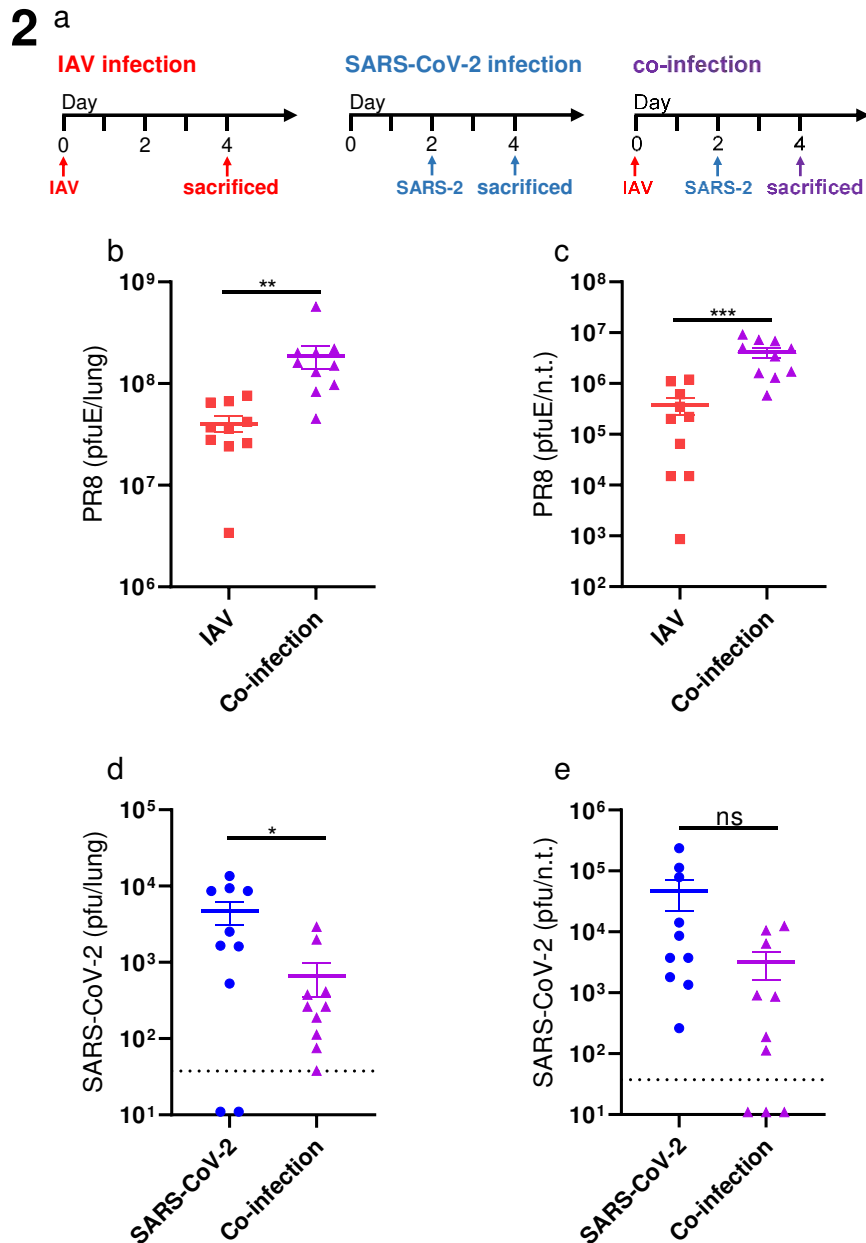 2 a
IAV infection
Day
0 2 4
IAV sacrificed
SARS-CoV-2 infection
Day
0 2 4
SARS-2 sacrificed
co-infection
Day
0 2 4
IAV SARS-2 sacrificed
b
PR8 (pfuE/lung)
10⁹
10⁸
10⁷
10⁶
**
IAV
Co-infection
c
PR8 (pfuE/n.t.)
10⁸
10⁷
10⁶
10⁵
10⁴
10³
10²
***
IAV
Co-infection
d
SARS-CoV-2 (pfu/lung)
10⁵
10⁴
10³
10²
10¹
*
SARS-CoV-2
Co-infection
e
SARS-CoV-2 (pfu/n.t.)
10⁶
10⁵
10⁴
10³
10²
10¹
ns
SARS-CoV-2
Co-infection